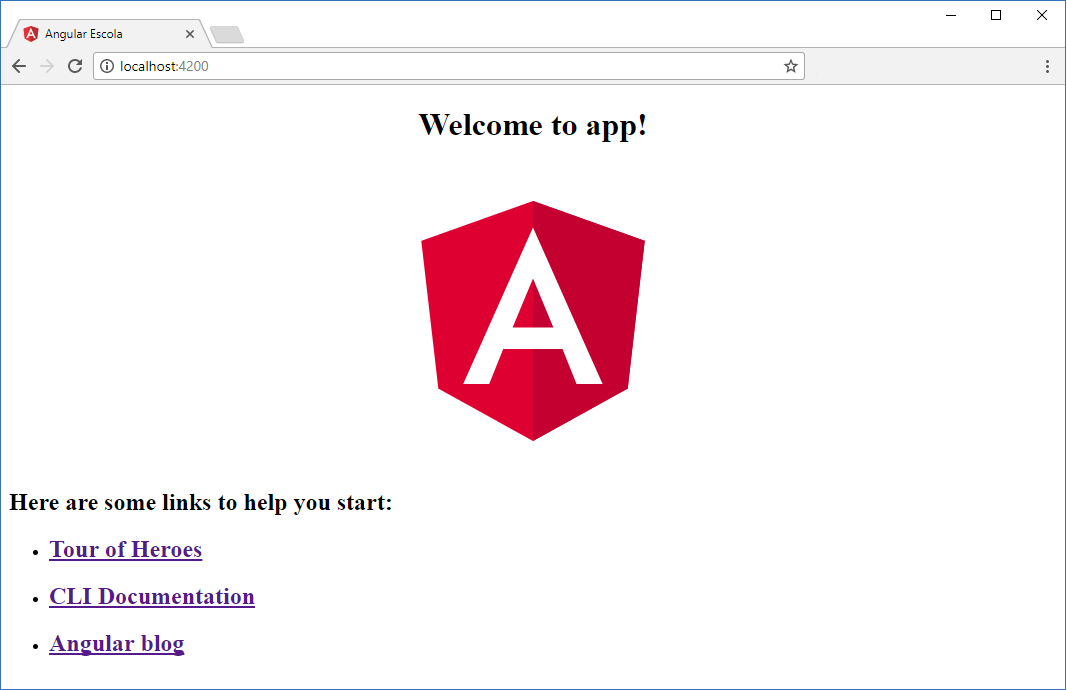 Angular Escola
localhost:4200
Welcome to app!
A
Here are some links to help you start:
Tour of Heroes
CLI Documentation
Angular blog